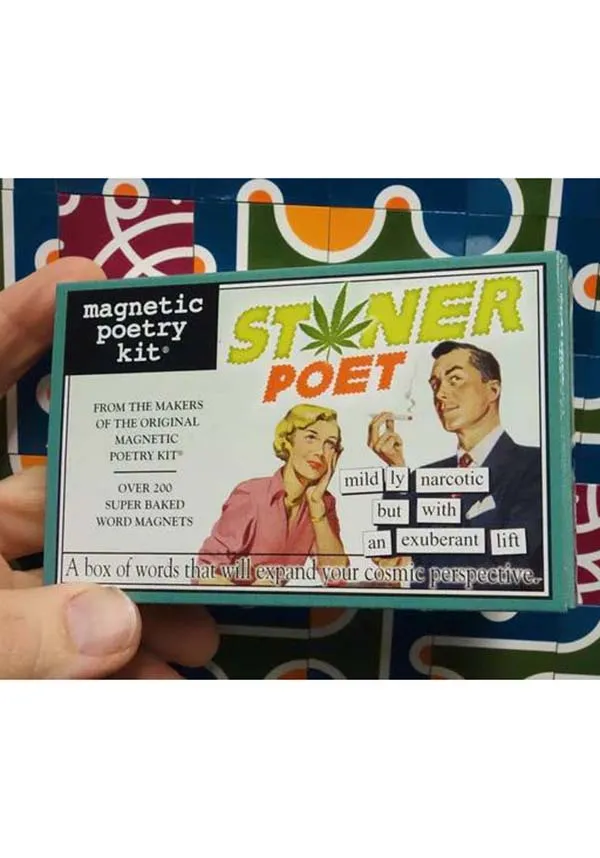 magnetic
poetry
kit®
FROM THE MAKERS
OF THE ORIGINAL
MAGNETIC
POETRY KIT®
OVER 200
SUPER BAKED
WORD MAGNETS
STONER
POET
mild ly narcotic
but with
an exuberant lift
A box of words that will expand your cosmic perspective.